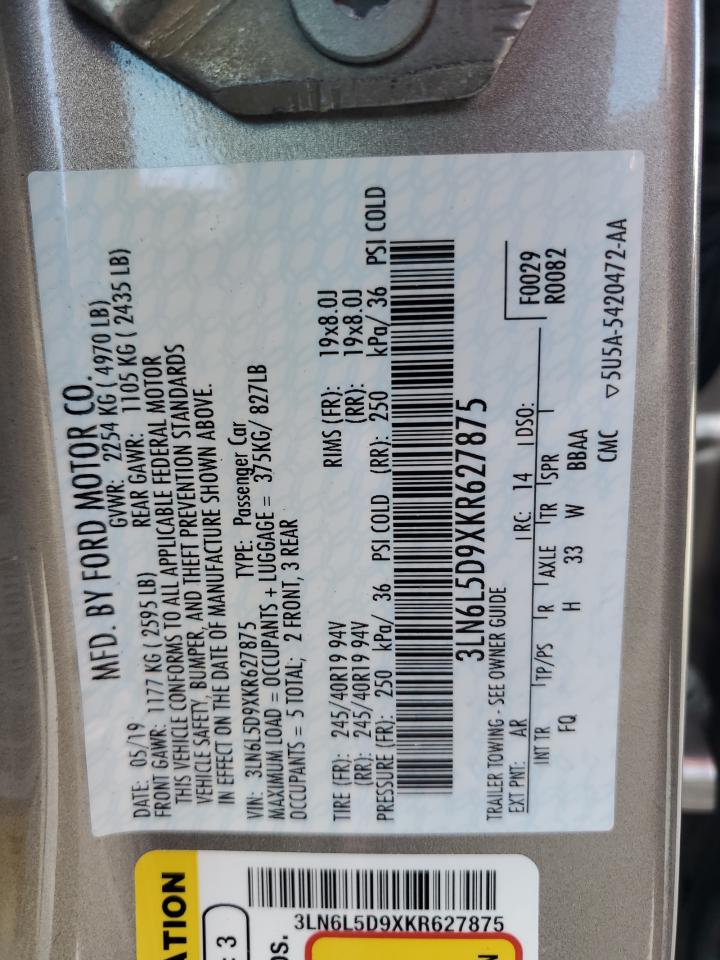 MFD. BY FORD MOTOR CO.
DATE: 05/19 GVWR: 2254 KG ( 4970 LB)
FRONT GAWR: 1177 KG ( 2595 LB) REAR GAWR: 1105 KG ( 2435 LB)
THIS VEHICLE CONFORMS TO ALL APPLICABLE FEDERAL MOTOR
VEHICLE SAFETY, BUMPER, AND THEFT PREVENTION STANDARDS
IN EFFECT ON THE DATE OF MANUFACTURE SHOWN ABOVE.
VIN: 3LN6L5D9XKR627875 TYPE: Passenger Car
MAXIMUM LOAD = OCCUPANTS + LUGGAGE = 375KG/ 827LB
OCCUPANTS = 5 TOTAL; 2 FRONT, 3 REAR
TIRE (FR): 245/40R19 94V RIMS (FR): 19x8.0J
(RR): 245/40R19 94V (RR): 19x8.0J
PRESSURE (FR): 250 kPa/ 36 PSI COLD (RR): 250 kPa/ 36 PSI COLD
3LN6L5D9XKR627875
TRAILER TOWING - SEE OWNER GUIDE
F0029
EXT PNT: AR RC: 14 DSO: R0082
INT TR TP/PS R AXLE TR SPR
FQ H 33 W BBAA
CMC ▽5U5A-5420472-AA
ATION
: 3
OS.
3LN6L5D9XKR627875
N